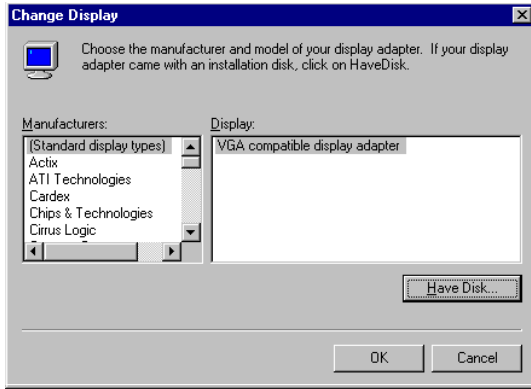 Change Display
Choose the manufacturer and model of your display adapter. If your display
adapter came with an installation disk, click on HaveDisk.
Manufacturers:
(Standard display types)
Actix
ATI Technologies
Cardex
Chips & Technologies
Cirrus Logic
Display:
VGA compatible display adapter
Have Disk...
OK
Cancel